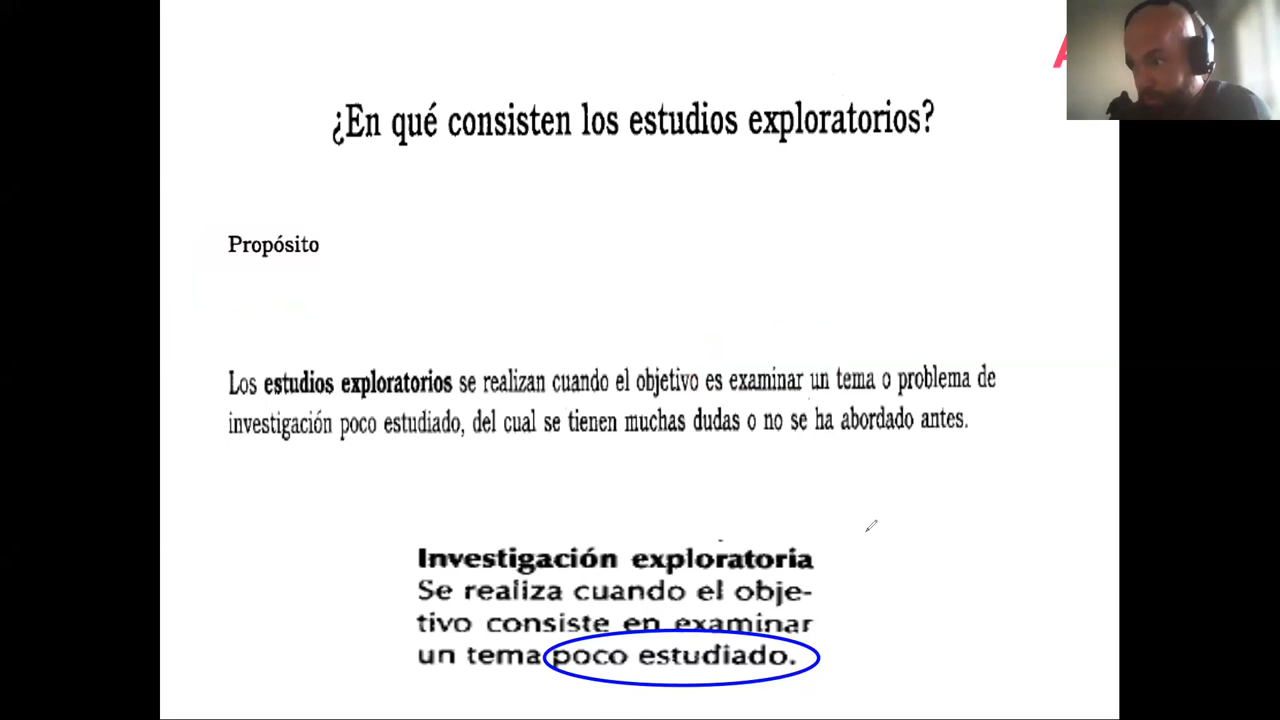 ¿En qué consisten los estudios exploratorios?
Propósito
Los estudios exploratorios se realizan cuando el objetivo es examinar un tema o problema de
investigación poco estudiado, del cual se tienen muchas dudas o no se ha abordado antes.
Investigación exploratoria
Se realiza cuando el obje-
tivo consiste en examinar
un tema poco estudiado.